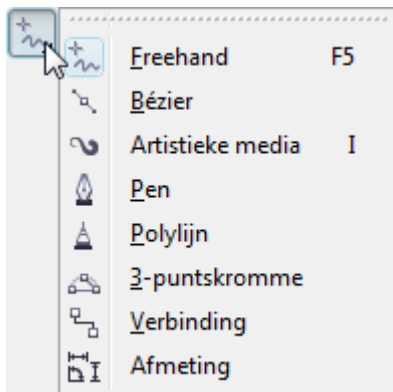 Freehand F5
Bézier
Artistieke media I
Pen
Polylijn
3-puntskromme
Verbinding
Afmeting